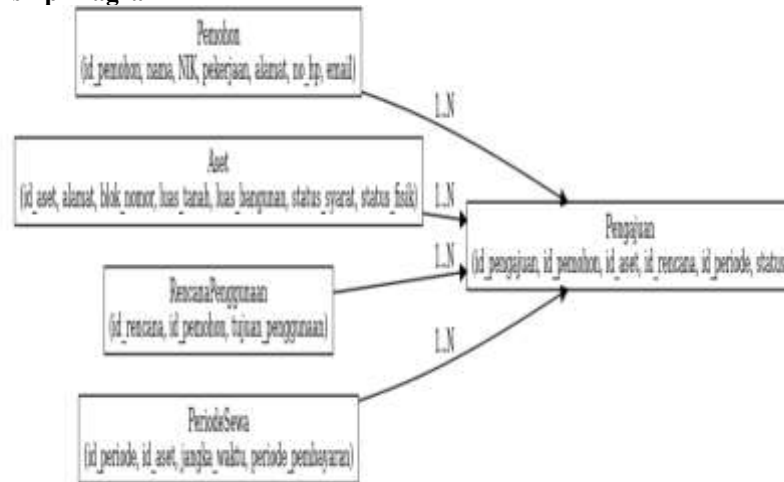 Pemohon
(id_pemohon, nama, NIK, pekerjaan, alamat, no_hp, email)
1..N
Aset
(id_aset, alamat, blok_nomor, luas_tanah, luas_bangunan, status_syarat, status_fisik)
1..N
Pengajuan
(id_pengajuan, id_pemohon, id_aset, id_rencana, id_periode, status
1..N
RencanaPenggunaan
(id_rencana, id_pemohon, tujuan_penggunaan)
1..N
PeriodeSewa
(id_periode, id_aset, jangka_waktu, periode_pembayaran)